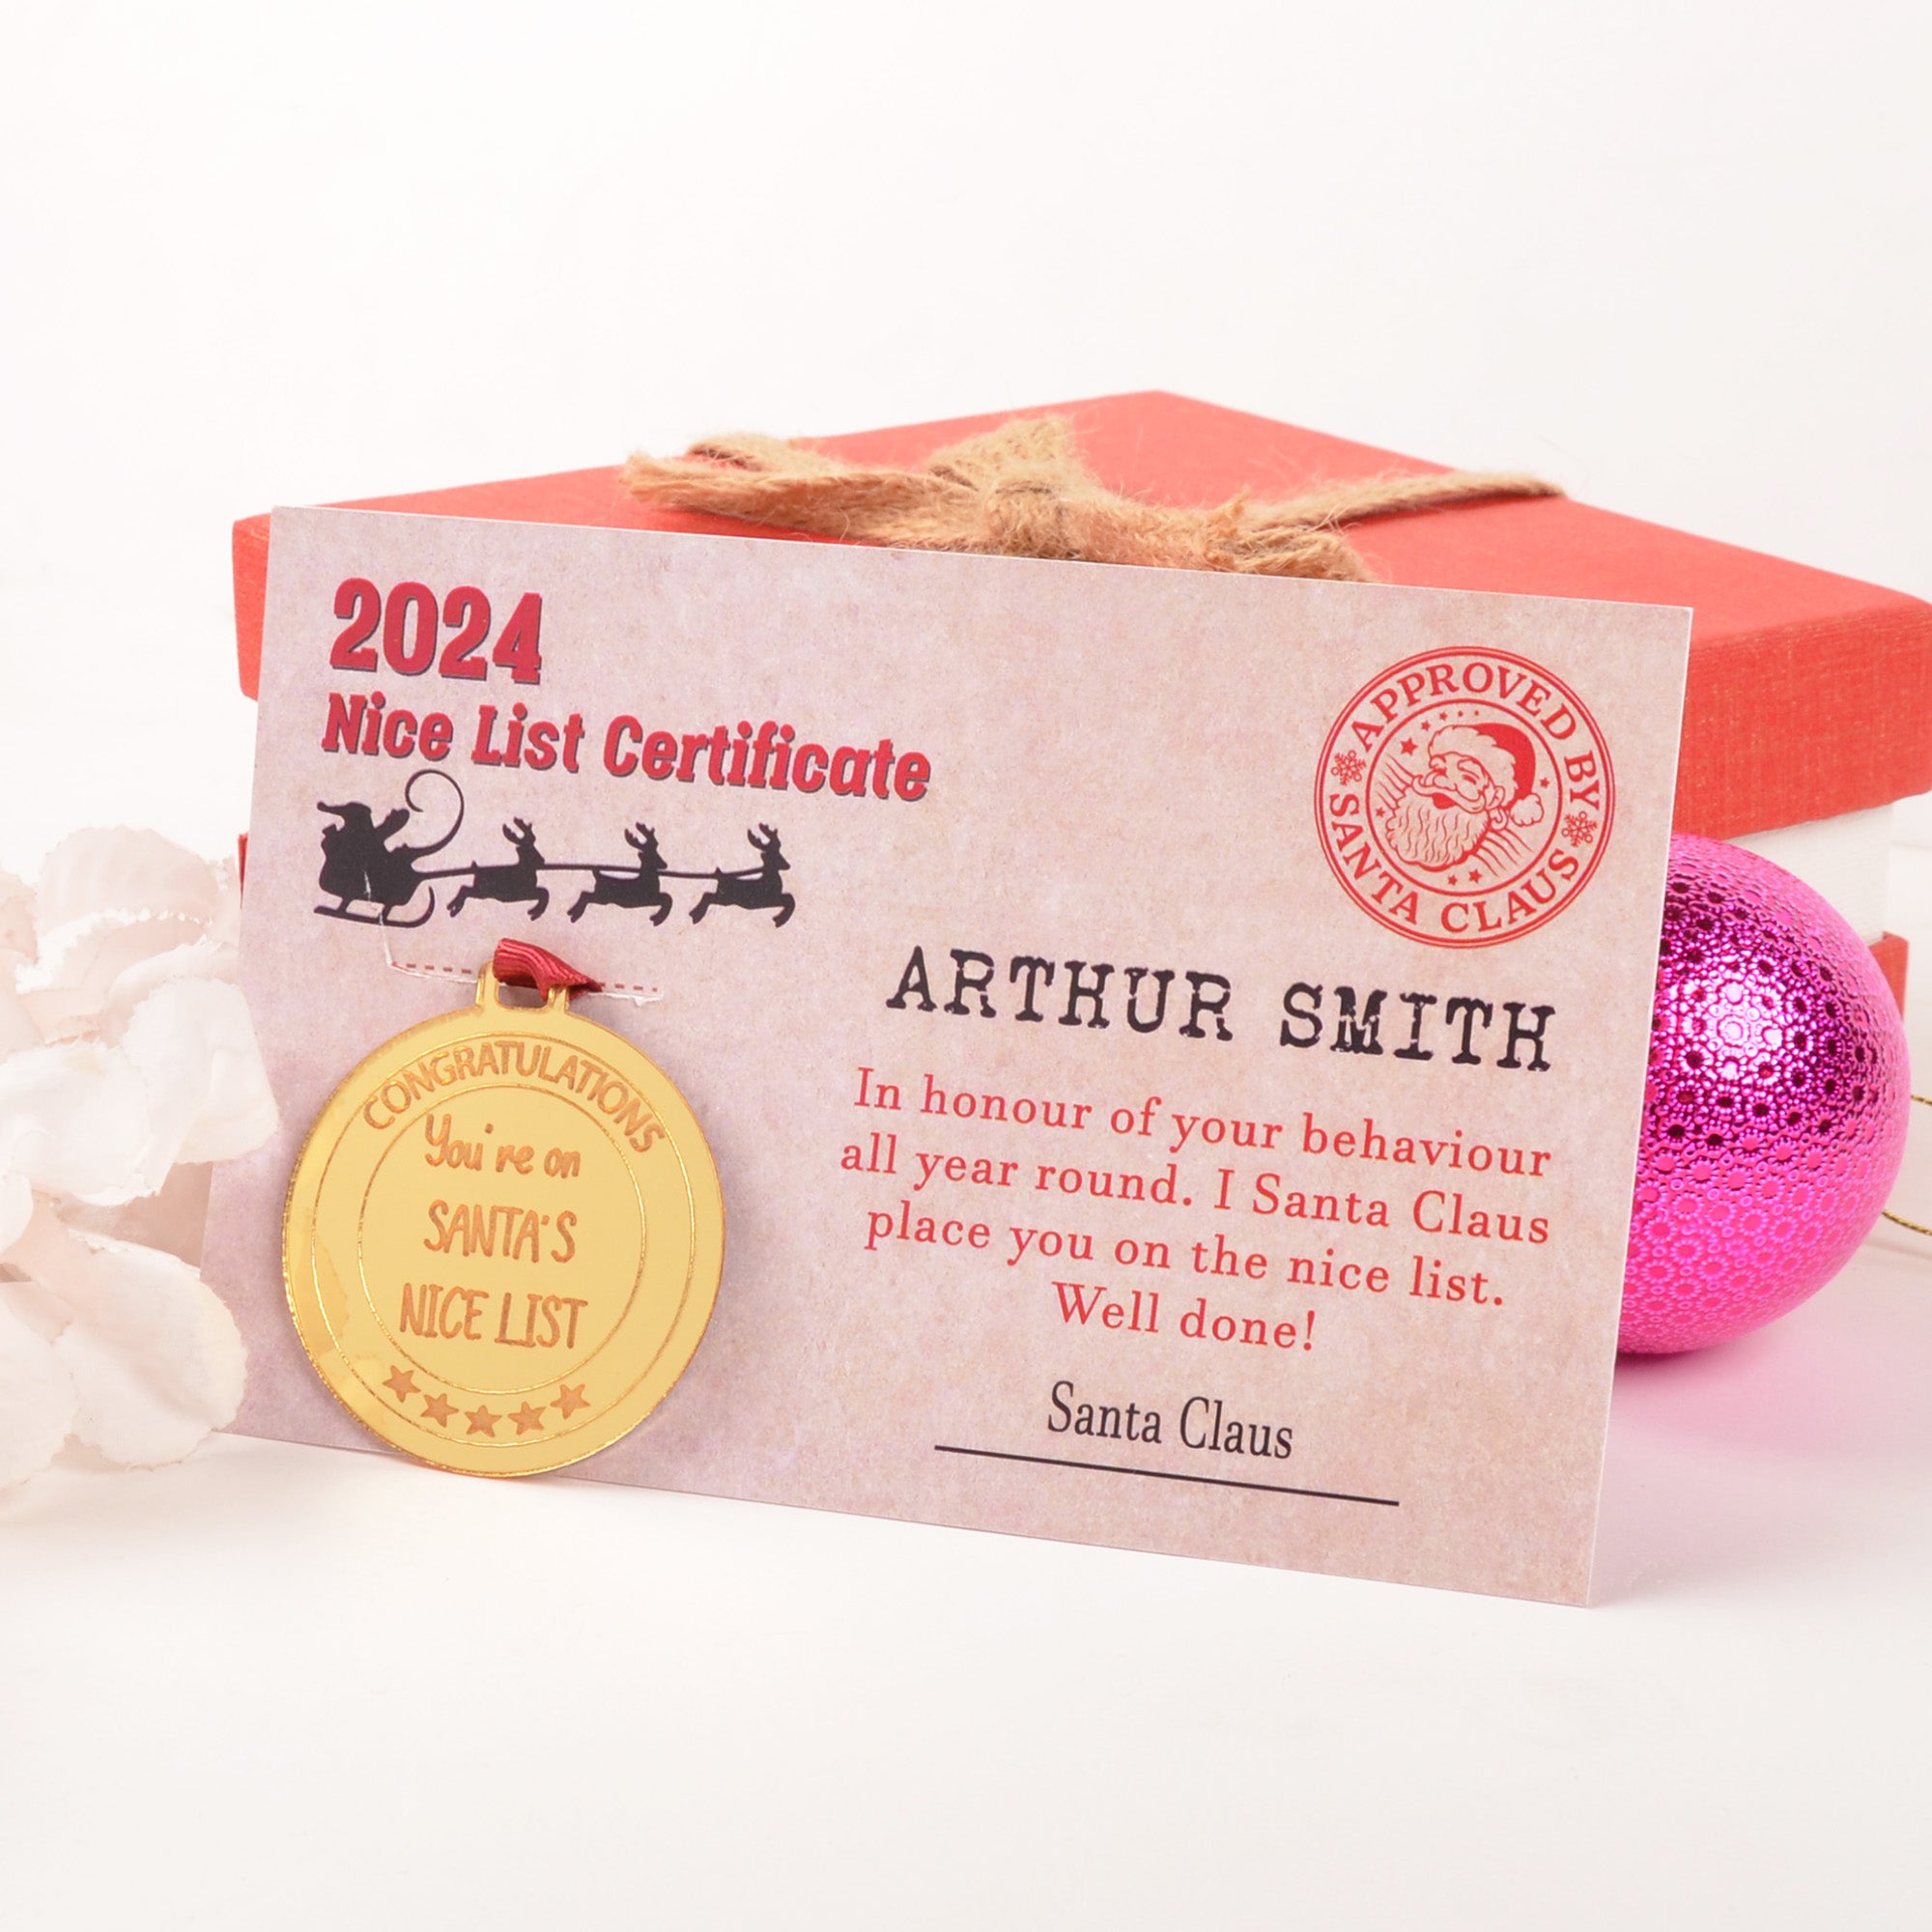 2024
Nice List Certificate
APPROVED BY
SANTA CLAUS
ARTHUR SMITH
In honour of your behaviour
all year round. I Santa Claus
place you on the nice list.
Well done!
Santa Claus
CONGRATULATIONS
You're on
SANTA'S
NICE LIST